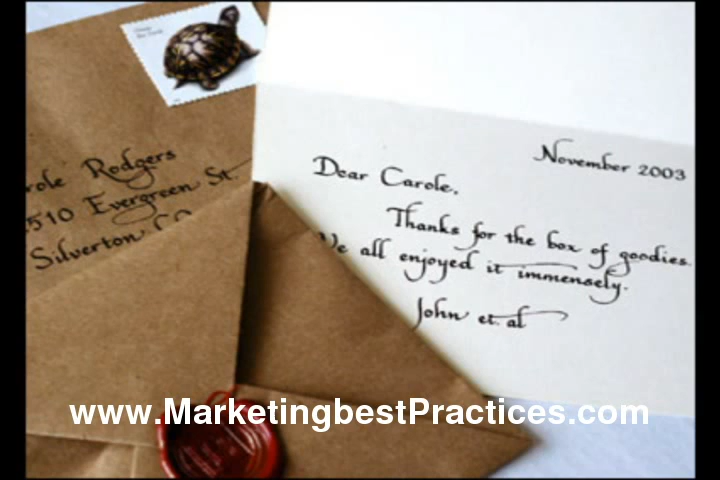 role Rodgers
510 Evergreen St.
Silverton
November 2003
Dear Carole,
Thanks for the box of goodies.
We all enjoyed it immensely.
John et al
www.MarketingbestPractices.com